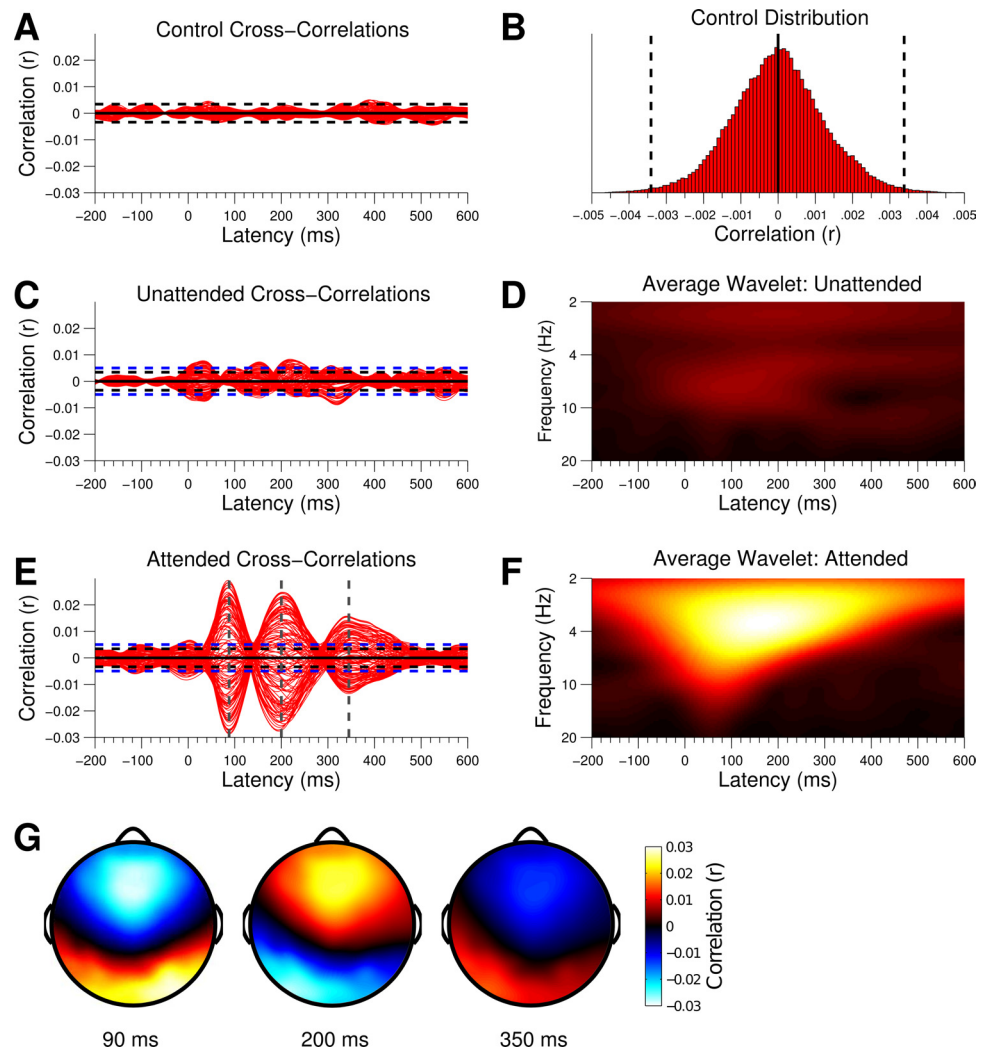 A
Control Cross-Correlations
Correlation (r)
0.02
0.01
0
-0.01
-0.02
-0.03
-200 -100 0 100 200 300 400 500 600
Latency (ms)
B
Control Distribution
-.005 -.004 -.003 -.002 -.001 0 .001 .002 .003 .004 .005
Correlation (r)
C
Unattended Cross-Correlations
Correlation (r)
0.02
0.01
0
-0.01
-0.02
-0.03
-200 -100 0 100 200 300 400 500 600
Latency (ms)
D
Average Wavelet: Unattended
Frequency (Hz)
2
4
10
20
-200 -100 0 100 200 300 400 500 600
Latency (ms)
E
Attended Cross-Correlations
Correlation (r)
0.02
0.01
0
-0.01
-0.02
-0.03
-200 -100 0 100 200 300 400 500 600
Latency (ms)
F
Average Wavelet: Attended
Frequency (Hz)
2
4
10
20
-200 -100 0 100 200 300 400 500 600
Latency (ms)
G
90 ms
200 ms
350 ms
0.03
0.02
0.01
0
-0.01
-0.02
-0.03
Correlation (r)